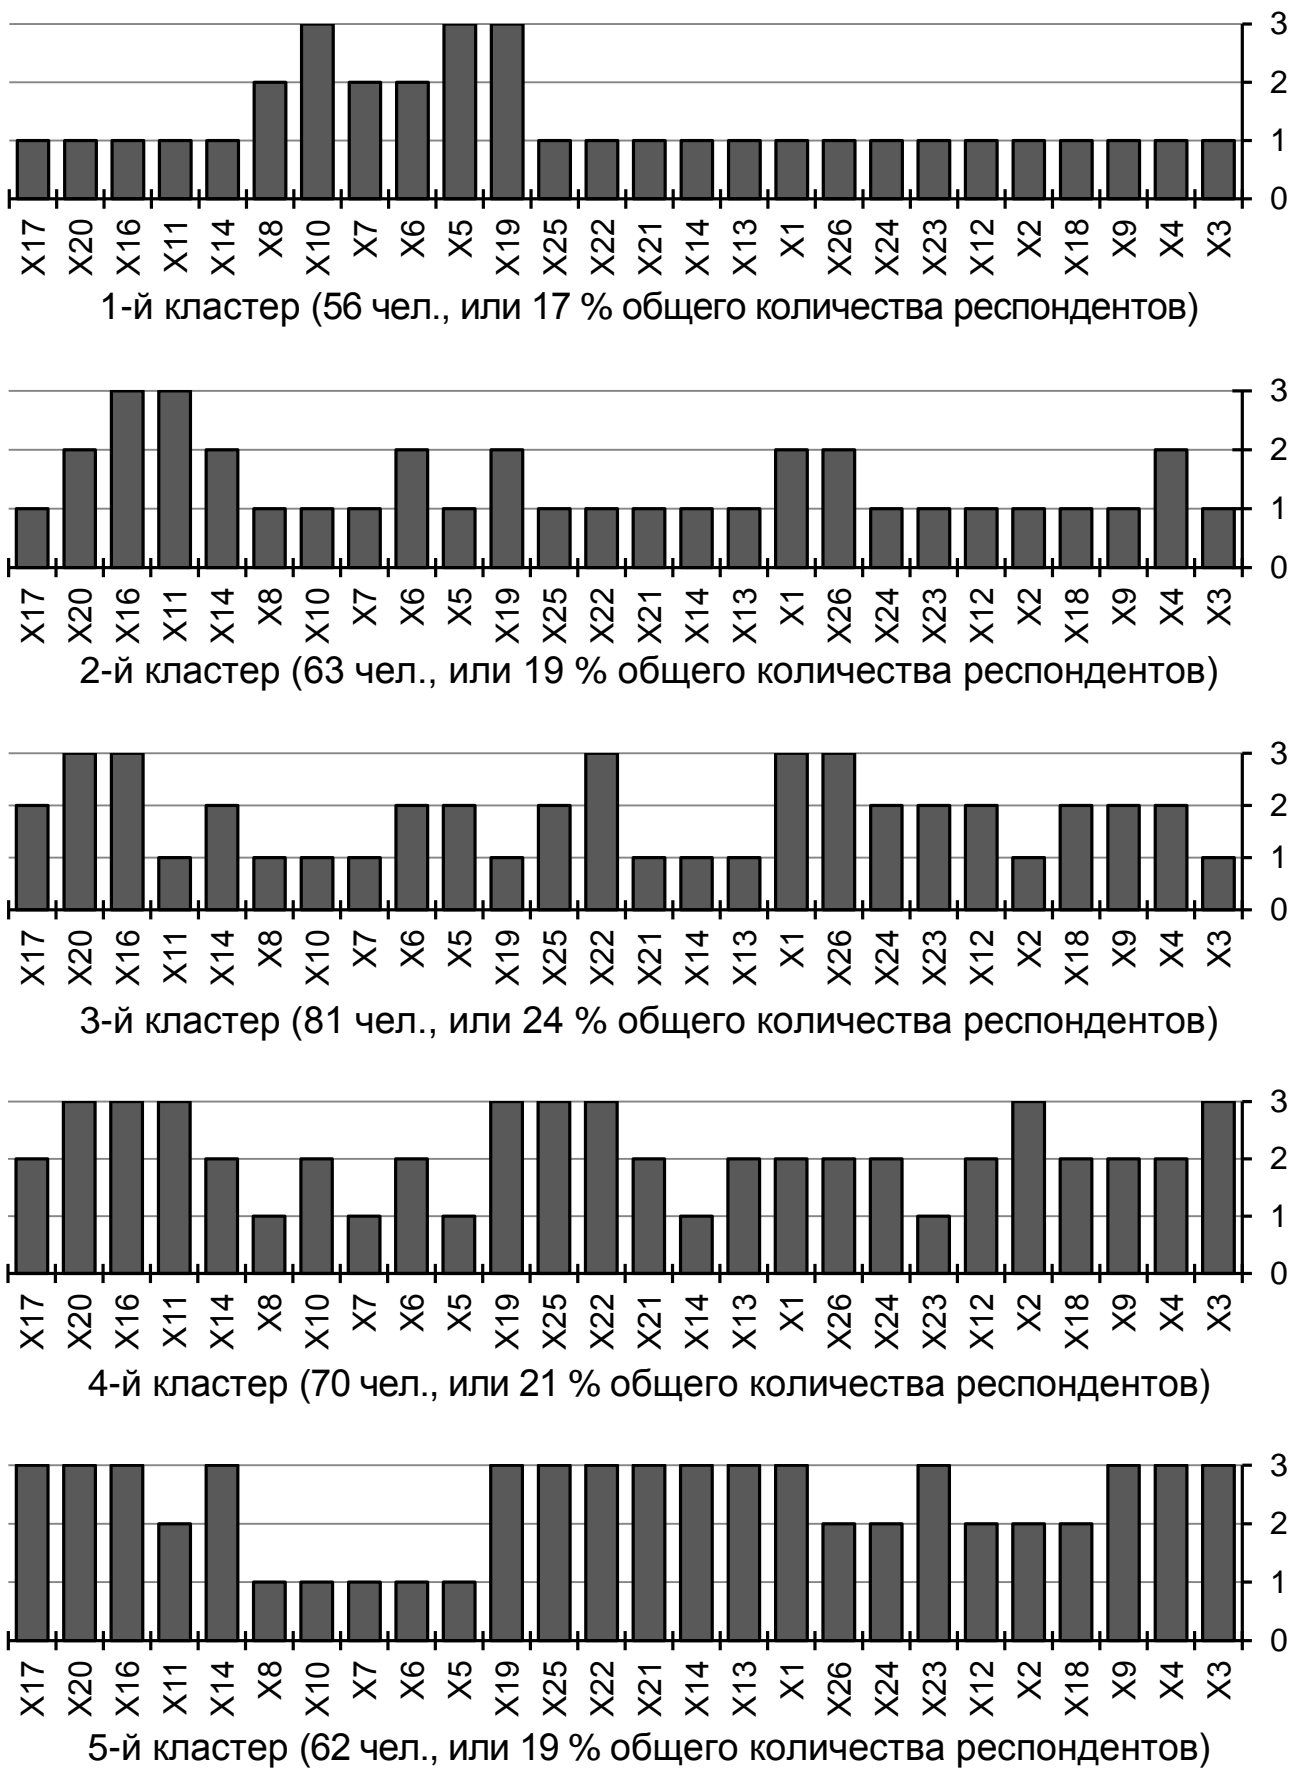 3
2
1
0
X17 X20 X16 X11 X14 X8 X10 X7 X6 X5 X19 X25 X22 X21 X14 X13 X1 X26 X24 X23 X12 X2 X18 X9 X4 X3
1-й кластер (56 чел., или 17 % общего количества респондентов)
3
2
1
0
X17 X20 X16 X11 X14 X8 X10 X7 X6 X5 X19 X25 X22 X21 X14 X13 X1 X26 X24 X23 X12 X2 X18 X9 X4 X3
2-й кластер (63 чел., или 19 % общего количества респондентов)
3
2
1
0
X17 X20 X16 X11 X14 X8 X10 X7 X6 X5 X19 X25 X22 X21 X14 X13 X1 X26 X24 X23 X12 X2 X18 X9 X4 X3
3-й кластер (81 чел., или 24 % общего количества респондентов)
3
2
1
0
X17 X20 X16 X11 X14 X8 X10 X7 X6 X5 X19 X25 X22 X21 X14 X13 X1 X26 X24 X23 X12 X2 X18 X9 X4 X3
4-й кластер (70 чел., или 21 % общего количества респондентов)
3
2
1
0
X17 X20 X16 X11 X14 X8 X10 X7 X6 X5 X19 X25 X22 X21 X14 X13 X1 X26 X24 X23 X12 X2 X18 X9 X4 X3
5-й кластер (62 чел., или 19 % общего количества респондентов)